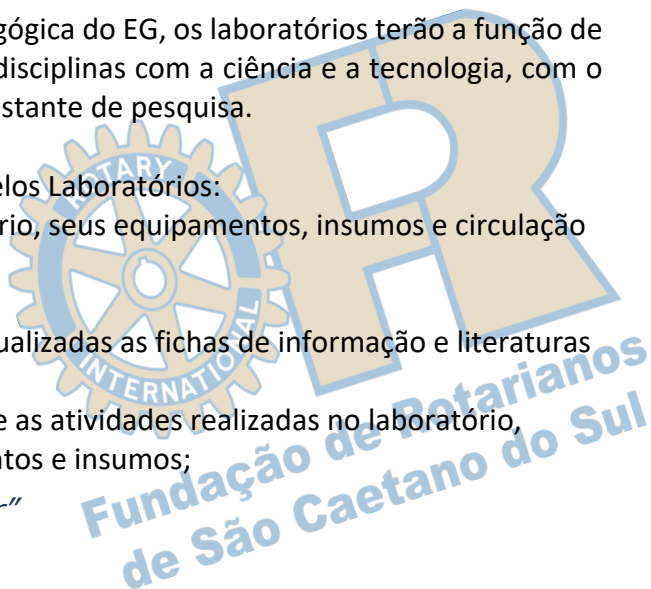 gógica do EG, os laboratórios terão a função de
disciplinas com a ciência e a tecnologia, com o
stante de pesquisa.
elos Laboratórios:
rio, seus equipamentos, insumos e circulação
ualizadas as fichas de informação e literaturas
e as atividades realizadas no laboratório,
tos e insumos;
r"
ROTARY
INTERNATIONAL
R
Fundação de Rotarianos
de São Caetano do Sul